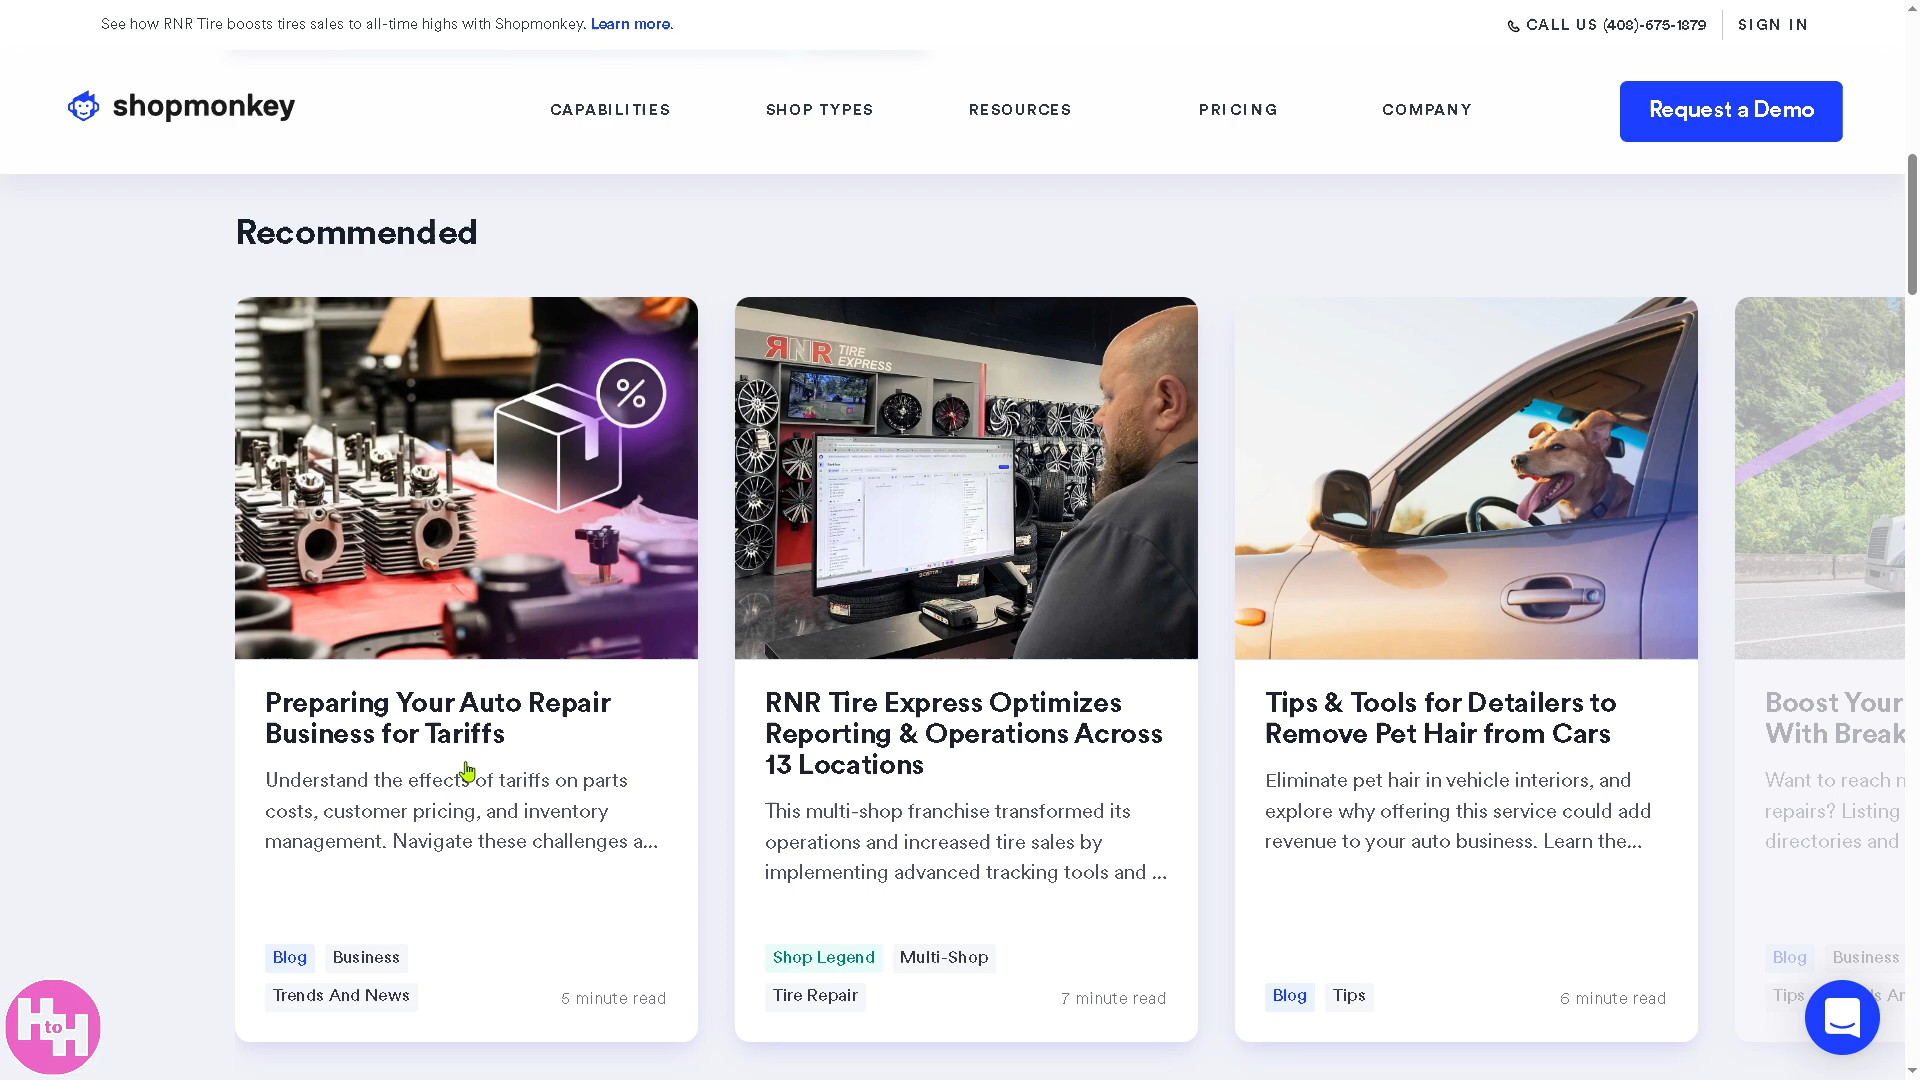 See how RNR Tire boosts tires sales to all-time highs with Shopmonkey. Learn more.
CALL US (408)-675-1879
SIGN IN
shopmonkey
CAPABILITIES
SHOP TYPES
RESOURCES
PRICING
COMPANY
Request a Demo
Recommended
%
RNR TIRE
EXPRESS
Preparing Your Auto Repair
Business for Tariffs
Understand the effects of tariffs on parts
costs, customer pricing, and inventory
management. Navigate these challenges a...
Blog
Business
Trends And News
5 minute read
RNR Tire Express Optimizes
Reporting & Operations Across
13 Locations
This multi-shop franchise transformed its
operations and increased tire sales by
implementing advanced tracking tools and ...
Shop Legend
Multi-Shop
Tire Repair
7 minute read
Tips & Tools for Detailers to
Remove Pet Hair from Cars
Eliminate pet hair in vehicle interiors, and
explore why offering this service could add
revenue to your auto business. Learn the...
Blog
Tips
6 minute read
Boost Your
With Break
Want to reach
repairs? Listing
directories and
Blog
Business
Tips
H to H